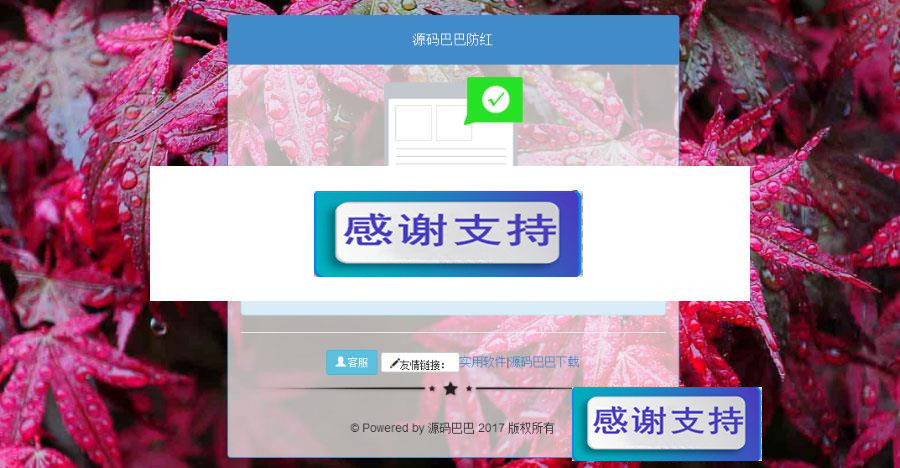 源码巴巴防红
感谢支持
客服 友情链接： 实用软件|源码巴巴下载
© Powered by 源码巴巴 2017 版权所有
感谢支持